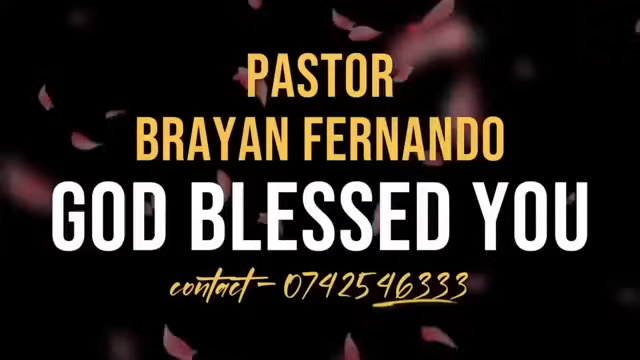 PASTOR
BRAYAN FERNANDO
GOD BLESSED YOU
contact- 0742546333